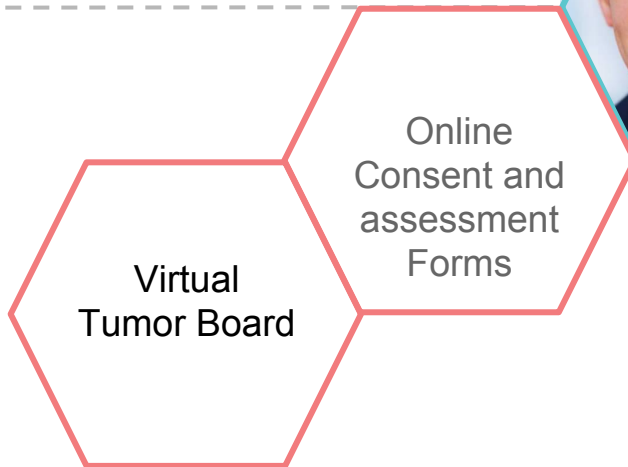 Online
Consent and
assessment
Forms
Virtual
Tumor Board